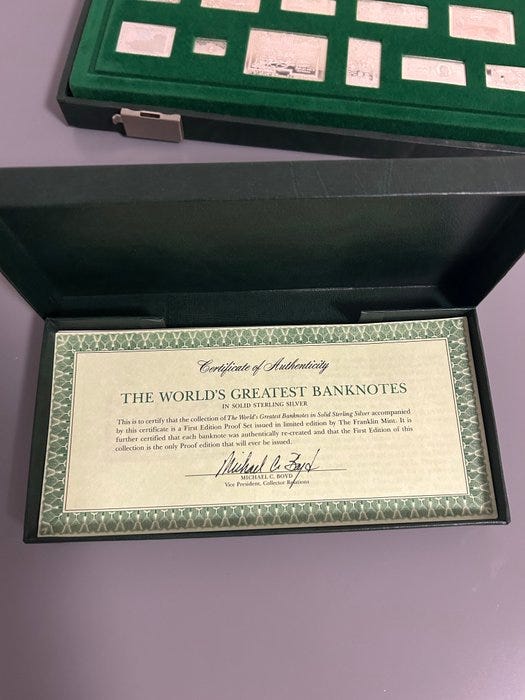 Certificate of Authenticity
THE WORLD'S GREATEST BANKNOTES
IN SOLID STERLING SILVER
This is to certify that the collection of The World's Greatest Banknotes in Solid Sterling Silver accompanied
by this certificate is a First Edition Proof Set issued in limited edition by The Franklin Mint. It is
further certified that each banknote was authentically re-created and that the First Edition of this
collection is the only Proof edition that will ever be issued.
Michael C. Boyd
MICHAEL C. BOYD
Vice President, Collector Relations